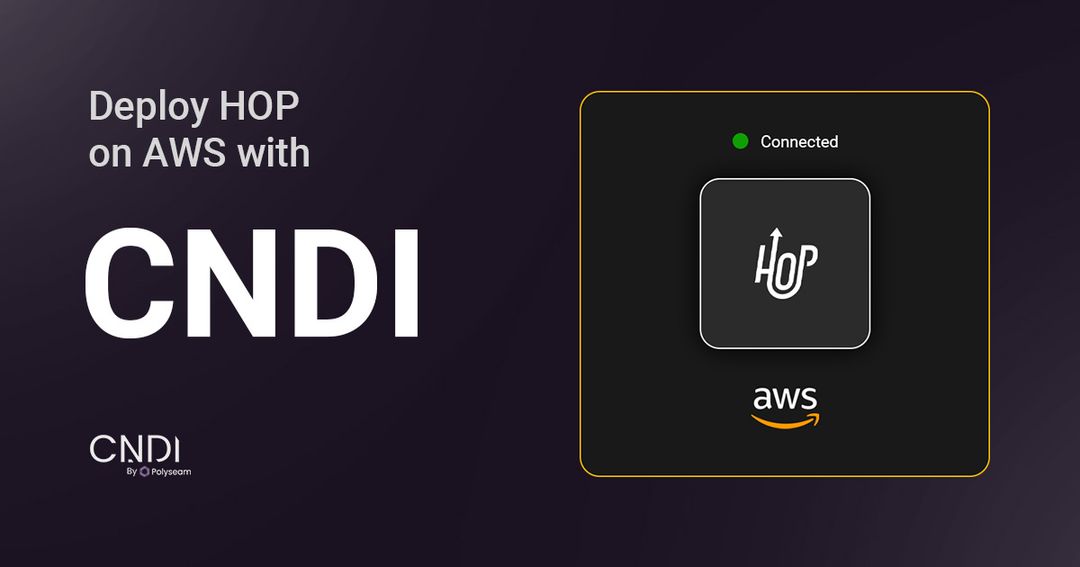 Deploy HOP
on AWS with
CNDI
CNDI
By Polyseam
Connected
HOP
aws